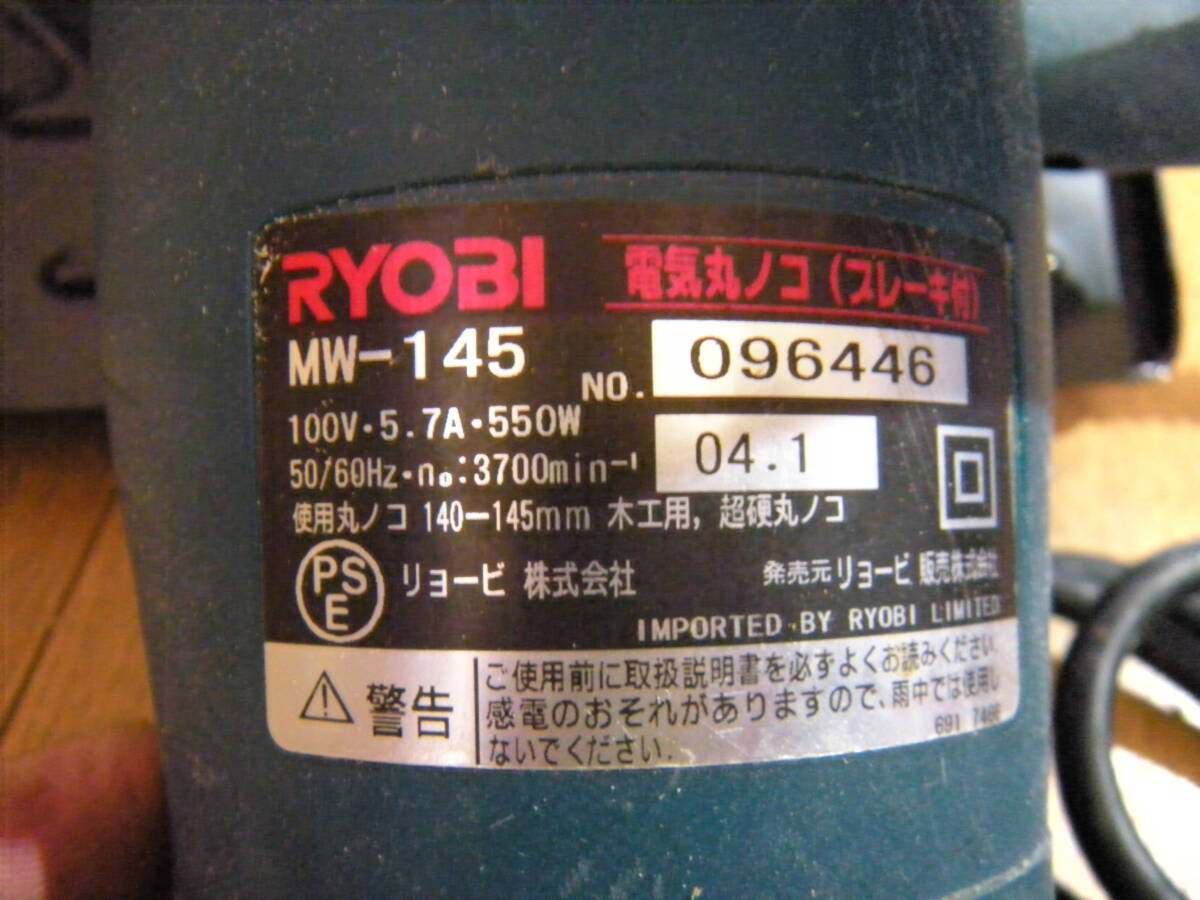 RYOBI 電気丸ノコ(ブレーキ付)
MW-145 NO. 096446
100V・5.7A・550W
50/60Hz・n₀:3700min⁻¹ 04.1
使用丸ノコ 140-145mm 木工用, 超硬丸ノコ
PSE リョービ 株式会社 発売元 リョービ 販売株式会社
IMPORTED BY RYOBI LIMITED
警告
ご使用前に取扱説明書を必ずよくお読みください.
感電のおそれがありますので、雨中では使用し
ないでください.
691 7466